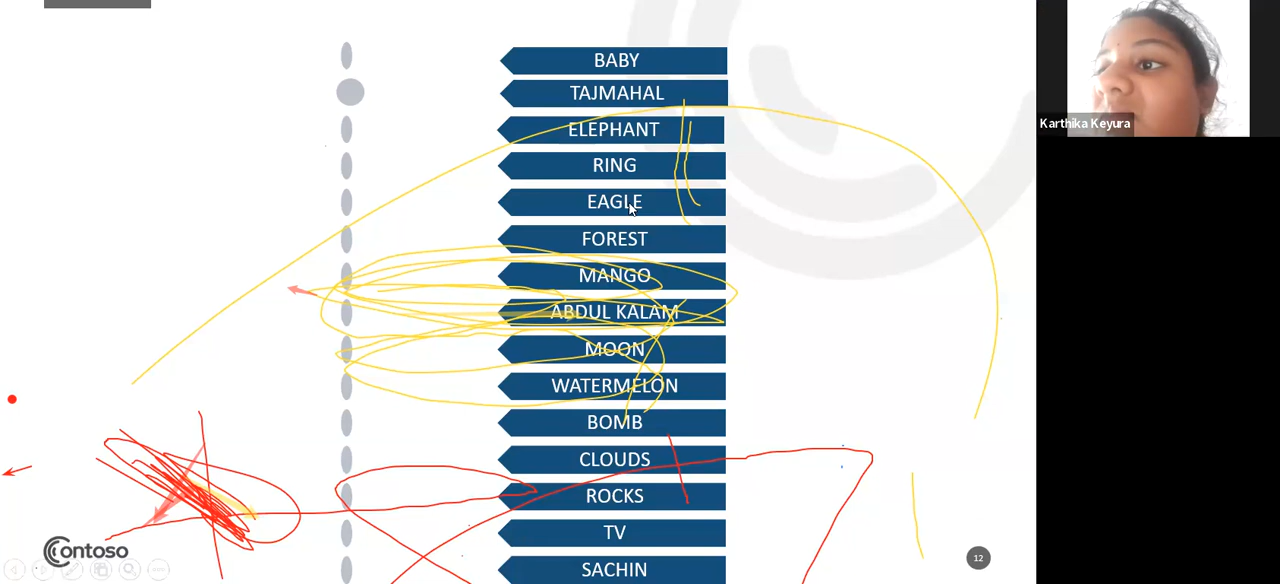 BABY
TAJMAHAL
Karthika Keyura
ELEPHANT
RING
EAGLE
FOREST
MANGO
ABDUL KALAM
MOON
WATERMELON
BOMB
CLOUDS
ROCKS
TV
Contoso
12
SACHIN